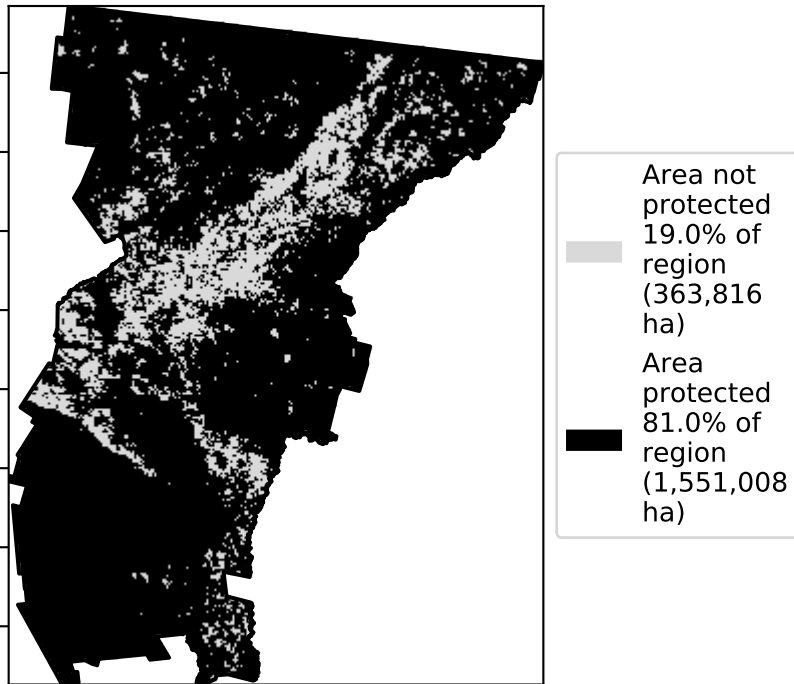 Area not
protected
19.0% of
region
(363,816
ha)
Area
protected
81.0% of
region
(1,551,008
ha)